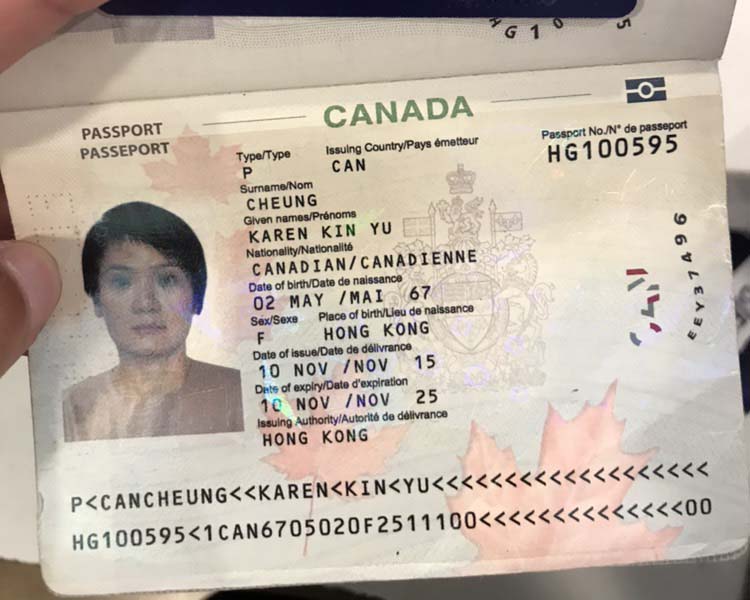 HG10
CANADA
PASSPORT
PASSEPORT
Type/Type Issuing Country/Pays émetteur Passport No./N° de passeport
P CAN HG100595
Surname/Nom
CHEUNG
Given names/Prénoms
KAREN KIN YU
Nationality/Nationalité
CANADIAN/CANADIENNE
Date of birth/Date de naissance
02 MAY /MAI 67
Sex/Sexe Place of birth/Lieu de naissance
F HONG KONG
Date of issue/Date de délivrance
10 NOV /NOV 15
Date of expiry/Date d'expiration
10 NOV /NOV 25
Issuing Authority/Autorité de délivrance
HONG KONG
CAN
EEY37496
P<CANCHEUNG<<KAREN<KIN<YU<<<<<<<<<<<<<<<<<<<
HG100595<1CAN6705020F2511100<<<<<<<<<<<<<<00